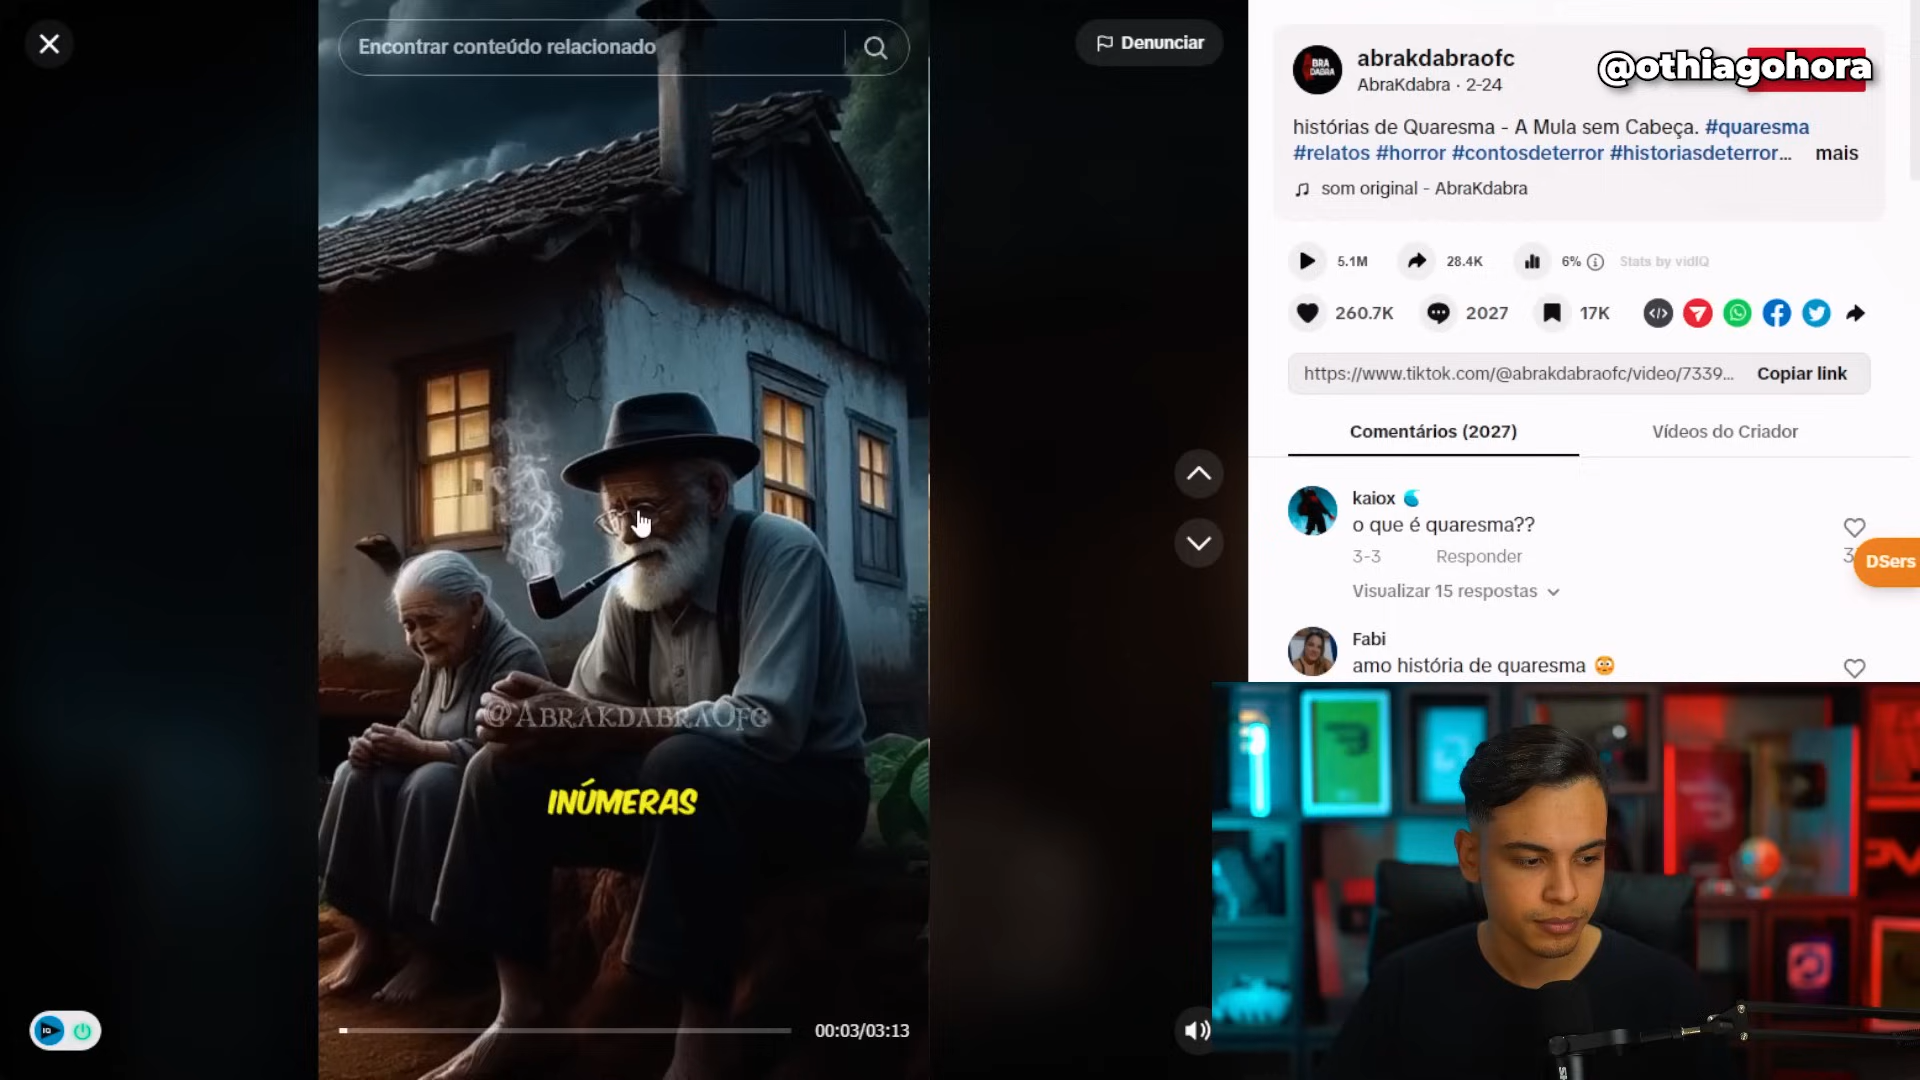 Encontrar conteúdo relacionado
Denunciar
@AbrakdabraOfc
INÚMERAS
00:03/03:13
BRA
DABRA
abrakdabraofc
AbraKdabra · 2-24
@othiagohora
histórias de Quaresma - A Mula sem Cabeça. #quaresma
#relatos #horror #contosdeterror #historiasdeterror... mais
som original - AbraKdabra
5.1M 28.4K 6% Stats by vidIQ
260.7K 2027 17K
https://www.tiktok.com/@abrakdabraofc/video/7339... Copiar link
Comentários (2027) Vídeos do Criador
kaiox
o que é quaresma??
3-3 Responder
Visualizar 15 respostas
DSers
Fabi
amo história de quaresma